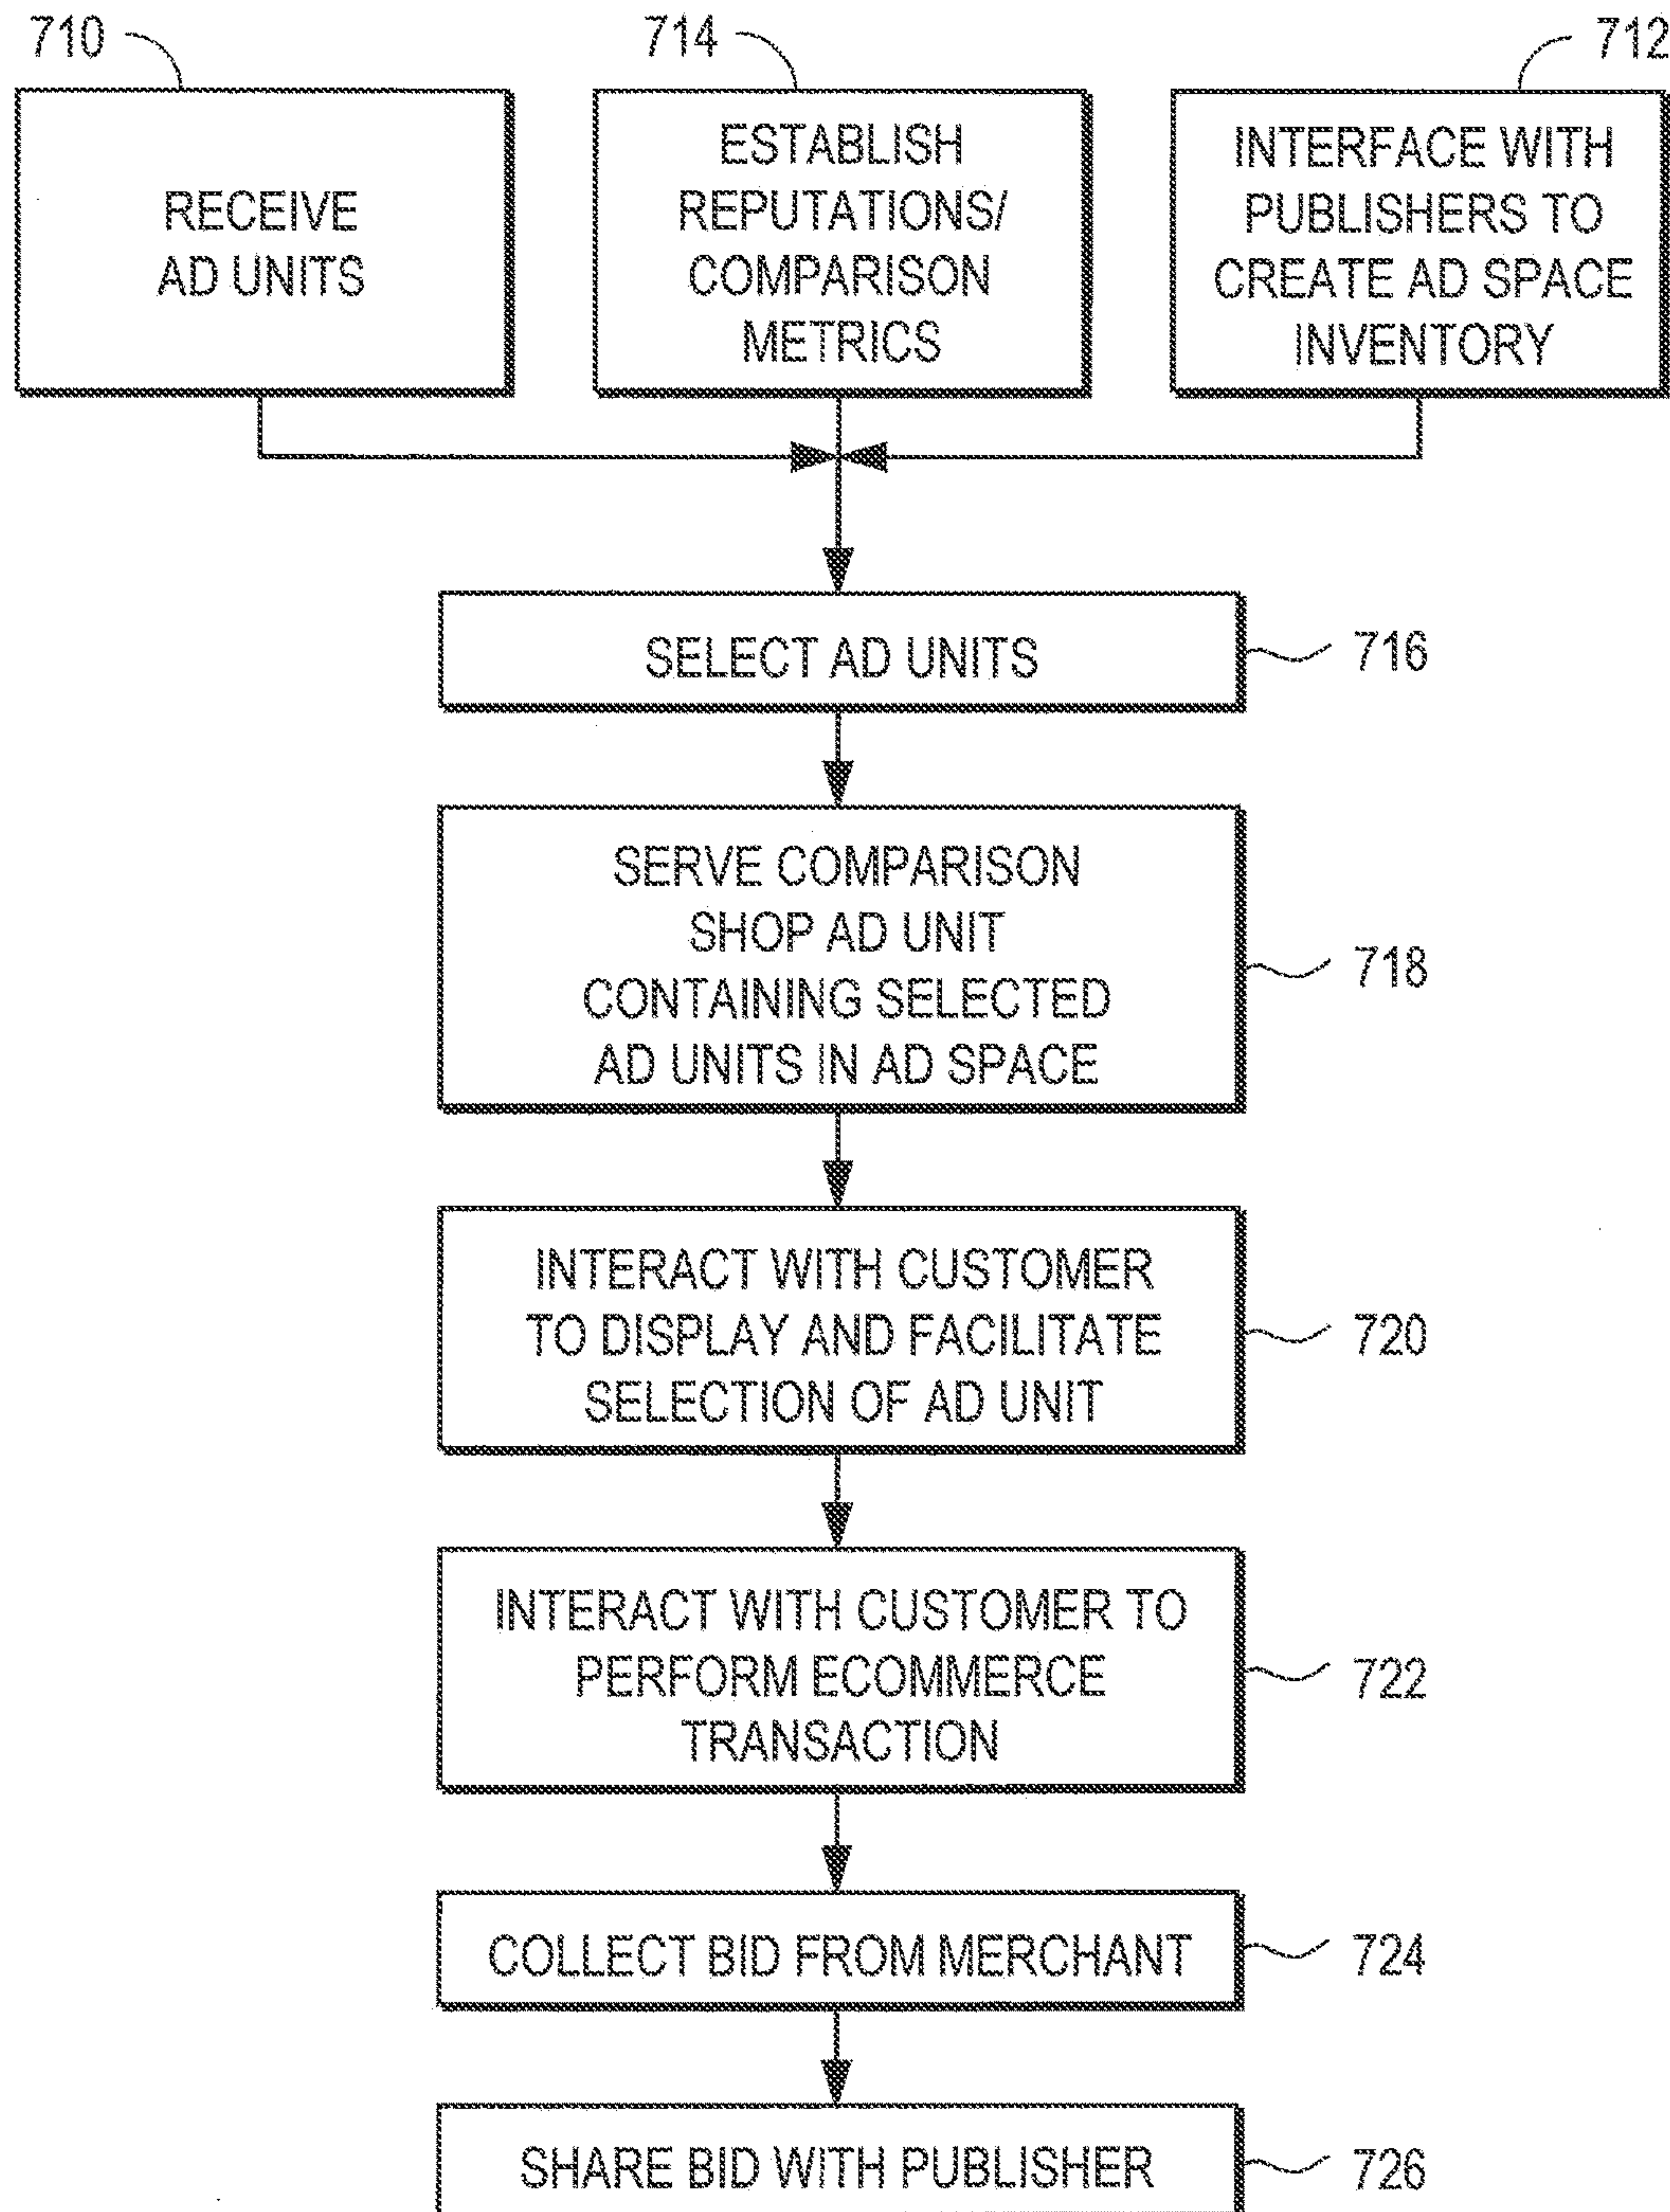 710
714
712
RECEIVE
AD UNITS
ESTABLISH
REPUTATIONS/
COMPARISON
METRICS
INTERFACE WITH
PUBLISHERS TO
CREATE AD SPACE
INVENTORY
SELECT AD UNITS
716
SERVE COMPARISON
SHOP AD UNIT
CONTAINING SELECTED
AD UNITS IN AD SPACE
718
INTERACT WITH CUSTOMER
TO DISPLAY AND FACILITATE
SELECTION OF AD UNIT
720
INTERACT WITH CUSTOMER TO
PERFORM ECOMMERCE
TRANSACTION
722
COLLECT BID FROM MERCHANT
724
SHARE BID WITH PUBLISHER
726